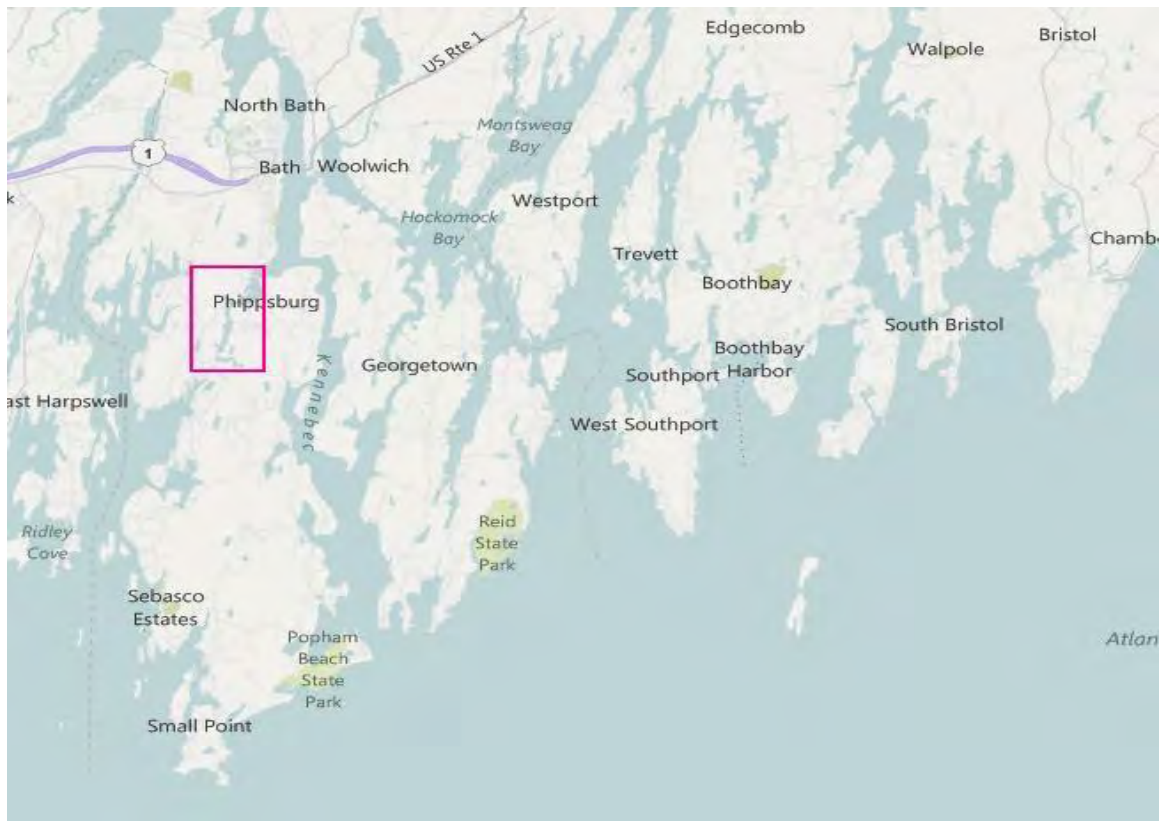 Edgecomb
Bristol
Walpole
US Rte 1
North Bath
Montsweag
Bay
1
Bath
Woolwich
k
Westport
Hockomock
Bay
Chamb
Trevett
Boothbay
Phippsburg
South Bristol
Boothbay
Harbor
Georgetown
Southport
Kennebec
ast Harpswell
West Southport
Reid
State
Park
Ridley
Cove
Sebasco
Estates
Popham
Beach
State
Park
Atlan
Small Point